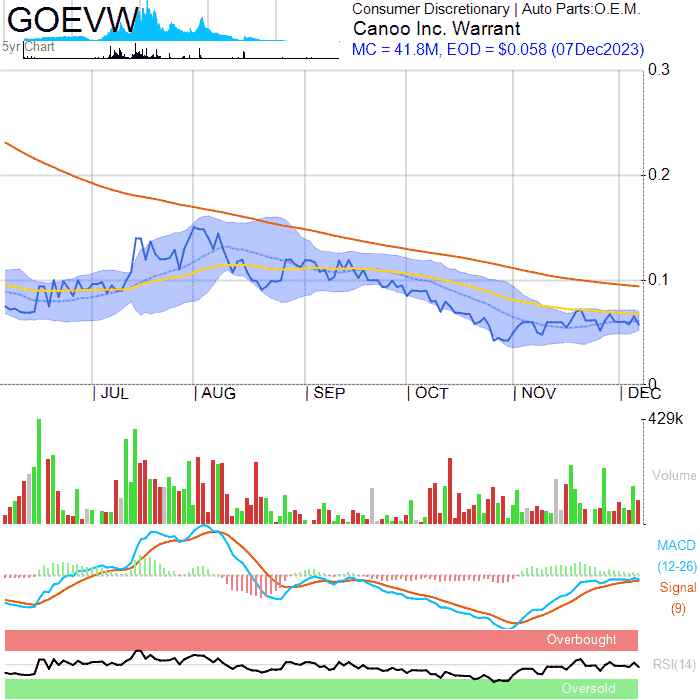 GOEVW
5yr Chart
Consumer Discretionary | Auto Parts:O.E.M.
Canoo Inc. Warrant
MC = 41.8M, EOD = $0.058 (07Dec2023)
0.3
0.2
0.1
0
JUL AUG SEP OCT NOV DEC
429k
Volume
MACD
(12-26)
Signal
(9)
Overbought
RSI(14)
Oversold